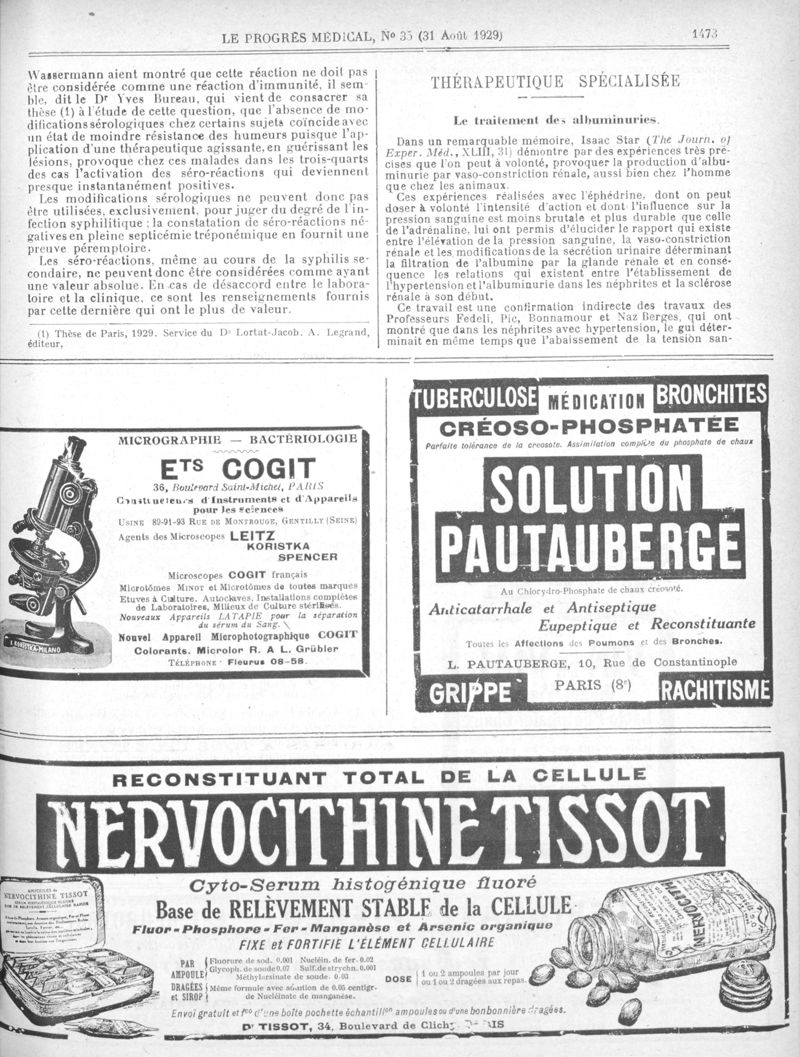 LE PROGRÈS MÉDICAL, No 35 (31 Août 1929)
1473
Wassermann aient montré que cette réaction ne doit pas
être considérée comme une réaction d'immunité, il sem-
ble, dit le Dr Yves Bureau, qui vient de consacrer sa
thèse (1) à l'étude de cette question, que l'absence de mo-
difications sérologiques chez certains sujets coïncide avec
un état de moindre résistance des humeurs puisque l'ap-
plication d'une thérapeutique agissante, en guérissant les
lésions, provoque chez ces malades dans les trois-quarts
des cas l'activation des séro-réactions qui deviennent
presque instantanément positives.
Les modifications sérologiques ne peuvent donc pas
être utilisées, exclusivement, pour juger du degré de l'in-
fection syphilitique ; la constatation de séro-réactions né-
gatives en pleine septicémie tréponémique en fournit une
preuve péremptoire.
Les séro-réactions, même au cours de la syphilis se-
condaire, ne peuvent donc être considérées comme ayant
une valeur absolue. En cas de désaccord entre le labora-
toire et la clinique, ce sont les renseignements fournis
par cette dernière qui ont le plus de valeur.
(1) Thèse de Paris, 1929. Service du Dr Lortat-Jacob. A. Legrand,
éditeur,
THÉRAPEUTIQUE SPÉCIALISÉE
Le traitement des albuminuries.
Dans un remarquable mémoire, Isaac Star (The Journ. of
Exper. Méd., XLIII, 31) démontre par des expériences très pré-
cises que l'on peut à volonté, provoquer la production d'albu-
minurie par vaso-constriction rénale, aussi bien chez l'homme
que chez les animaux.
Ces expériences réalisées avec l'éphédrine, dont on peut
doser à volonté l'intensité d'action et dont l'influence sur la
pression sanguine est moins brutale et plus durable que celle
de l'adrénaline, lui ont permis d'élucider le rapport qui existe
entre l'élévation de la pression sanguine, la vaso-constriction
rénale et les modifications de la sécrétion urinaire déterminant
la filtration de l'albumine par la glande rénale et en consé-
quence les relations qui existent entre l'établissement de
l'hypertension et l'albuminurie dans les néphrites et la sclérose
rénale à son début.
Ce travail est une confirmation indirecte des travaux des
Professeurs Fedeli, Pic, Bonnamour et Naz Berges, qui ont
montré que dans les néphrites avec hypertension, le gui déter-
minait en même temps que l'abaissement de la tension san-
MICROGRAPHIE — BACTÉRIOLOGIE
ETS COGIT
36, Boulevard Saint-Michel, PARIS
Constructeurs d'Instruments et d'Appareils
pour les sciences
USINE 89-91-93 RUE DE MONTROUGE, GENTILLY (SEINE)
Agents des Microscopes LEITZ
KORISTKA
SPENCER
Microscopes COGIT français
Microtômes MINOT et Microtômes de toutes marques
Etuves à Culture. Autoclaves. Installations complètes
de Laboratoires, Milieux de Culture stérilisés.
Nouveaux Appareils LATAPIE pour la séparation
du sérum du Sang.
Nouvel Appareil Microphotographique COGIT
Colorants. Microlor R. A L. Grübler
TÉLÉPHONE · Fleurus 08-58.
F. KORISTKA-MILANO
TUBERCULOSE MÉDICATION BRONCHITES
CRÉOSO-PHOSPHATÉE
Parfaite tolérance de la creosote. Assimilation complète du phosphate de chaux
SOLUTION
PAUTAUBERGE
Au Chlorydro-Phosphate de chaux créosoté.
Anticatarrhale et Antiseptique
Eupeptique et Reconstituante
Toutes les Affections des Poumons et des Bronches.
L. PAUTAUBERGE, 10, Rue de Constantinople
GRIPPE PARIS (8e) RACHITISME
RECONSTITUANT TOTAL DE LA CELLULE
NERVOCITHINE TISSOT
Cyto-Serum histogénique fluoré
Base de RELÈVEMENT STABLE de la CELLULE
Fluor-Phosphore-Fer-Manganèse et Arsenic organique
FIXE et FORTIFIE L'ÉLÉMENT CELLULAIRE
PAR AMPOULE Fluorure de sod. 0.001 Nucléin. de fer. 0.02
Glycoph. de soude 0.07 Sulf. de strychn. 0.001
Méthylarsinate de soude. 0.05
DRAGÉES et SIROP Même formule avec addition de 0.05 centigr.
de Nucléinate de manganèse.
DOSE 1 ou 2 ampoules par jour
ou 1 ou 2 dragées aux repas.
Envoi gratuit et fco d'une boîte pochette échantillon ampoules ou d'une bonbonnière dragées.
Dr TISSOT, 34, Boulevard de Clichy
AMPOULES de
NERVOCITHINE TISSOT
NERVOCITH